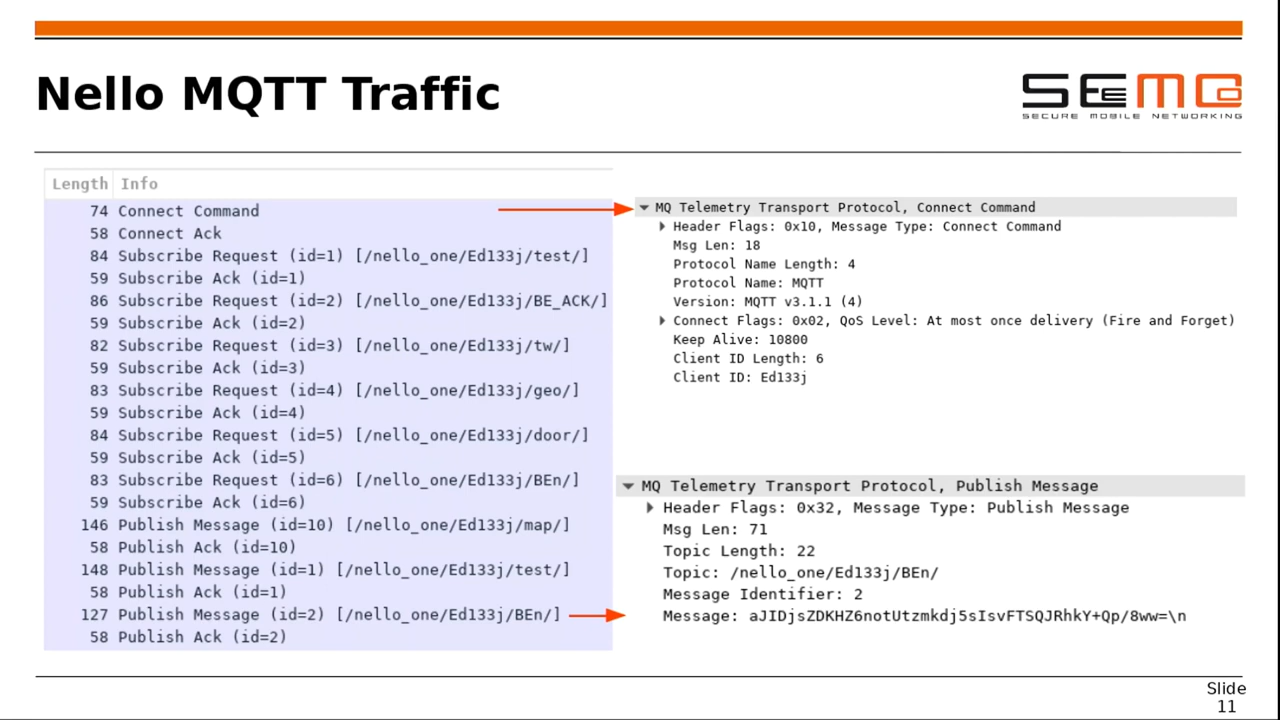 Nello MQTT Traffic
SEEMOO
SECURE MOBILE NETWORKING
Length Info
74 Connect Command
58 Connect Ack
84 Subscribe Request (id=1) [/nello_one/Ed133j/test/]
59 Subscribe Ack (id=1)
86 Subscribe Request (id=2) [/nello_one/Ed133j/BE_ACK/]
59 Subscribe Ack (id=2)
82 Subscribe Request (id=3) [/nello_one/Ed133j/tw/]
59 Subscribe Ack (id=3)
83 Subscribe Request (id=4) [/nello_one/Ed133j/geo/]
59 Subscribe Ack (id=4)
84 Subscribe Request (id=5) [/nello_one/Ed133j/door/]
59 Subscribe Ack (id=5)
83 Subscribe Request (id=6) [/nello_one/Ed133j/BEn/]
59 Subscribe Ack (id=6)
146 Publish Message (id=10) [/nello_one/Ed133j/map/]
58 Publish Ack (id=10)
148 Publish Message (id=1) [/nello_one/Ed133j/test/]
58 Publish Ack (id=1)
127 Publish Message (id=2) [/nello_one/Ed133j/BEn/]
58 Publish Ack (id=2)
MQ Telemetry Transport Protocol, Connect Command
Header Flags: 0x10, Message Type: Connect Command
Msg Len: 18
Protocol Name Length: 4
Protocol Name: MQTT
Version: MQTT v3.1.1 (4)
Connect Flags: 0x02, QoS Level: At most once delivery (Fire and Forget)
Keep Alive: 10800
Client ID Length: 6
Client ID: Ed133j
MQ Telemetry Transport Protocol, Publish Message
Header Flags: 0x32, Message Type: Publish Message
Msg Len: 71
Topic Length: 22
Topic: /nello_one/Ed133j/BEn/
Message Identifier: 2
Message: aJIDjsZDKHZ6notUtzmkdj5sIsvFTSQJRhkY+Qp/8ww=\n
Slide
11